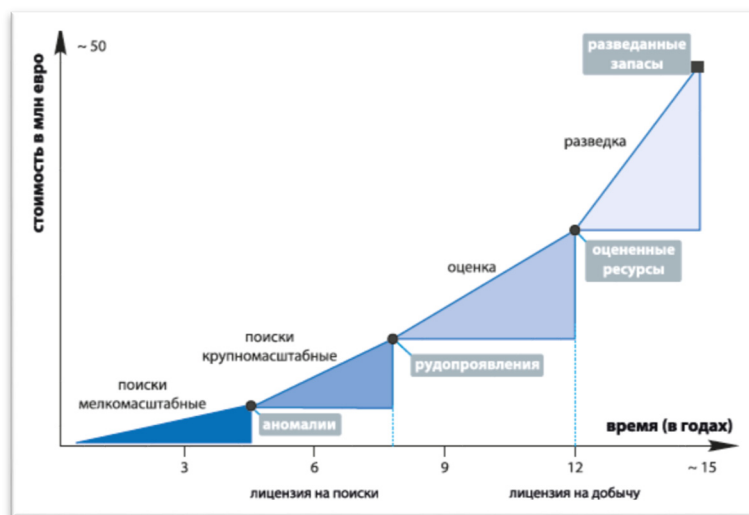 ~ 50
стоимость в млн евро
разведанные
запасы
разведка
оцененные
ресурсы
оценка
поиски
крупномасштабные
рудопроявления
поиски
мелкомасштабные
аномалии
время (в годах)
3
6
9
12
~ 15
лицензия на поиски
лицензия на добычу